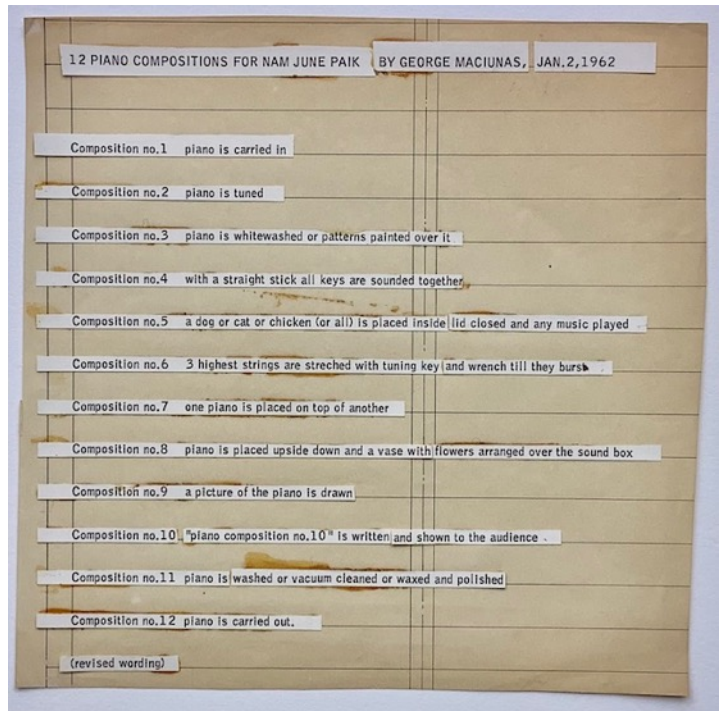 12 PIANO COMPOSITIONS FOR NAM JUNE PAIK BY GEORGE MACIUNAS, JAN.2,1962
Composition no.1 piano is carried in
Composition no.2 piano is tuned
Composition no.3 piano is whitewashed or patterns painted over it
Composition no.4 with a straight stick all keys are sounded together
Composition no.5 a dog or cat or chicken (or all) is placed inside lid closed and any music played
Composition no.6 3 highest strings are streched with tuning key and wrench till they burst
Composition no.7 one piano is placed on top of another
Composition no.8 piano is placed upside down and a vase with flowers arranged over the sound box
Composition no.9 a picture of the piano is drawn
Composition no.10 "piano composition no.10" is written and shown to the audience .
Composition no.11 piano is washed or vacuum cleaned or waxed and polished
Composition no.12 piano is carried out.
(revised wording)